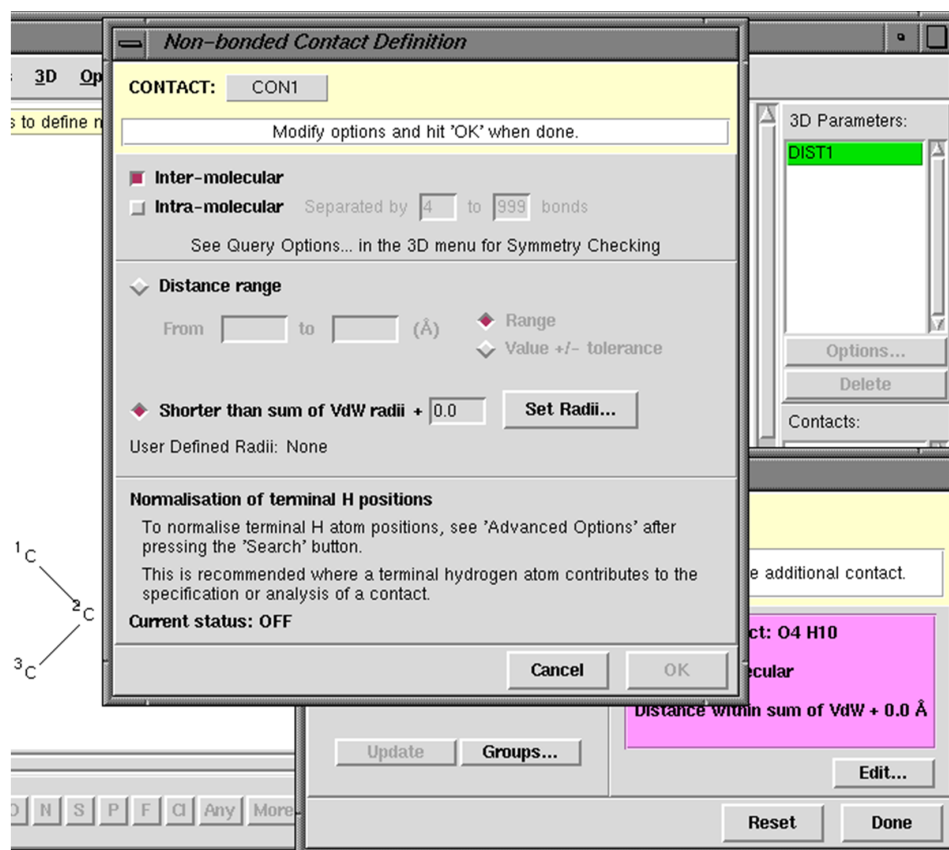 Non-bonded Contact Definition
3D Op
CONTACT: CON1
s to define n
Modify options and hit 'OK' when done.
3D Parameters:
DIST1
Inter-molecular
Intra-molecular Separated by 4 to 999 bonds
See Query Options... in the 3D menu for Symmetry Checking
Distance range
From to (Å)
Range
Value +/- tolerance
Options...
Delete
Shorter than sum of VdW radii + 0.0 Set Radii...
Contacts:
User Defined Radii: None
Normalisation of terminal H positions
To normalise terminal H atom positions, see 'Advanced Options' after
pressing the 'Search' button.
This is recommended where a terminal hydrogen atom contributes to the
specification or analysis of a contact.
Current status: OFF
Cancel OK
1 C
2 C
3 C
e additional contact.
ct: O4 H10
ecular
Distance within sum of VdW + 0.0 Å
Update Groups...
Edit...
N S P F Cl Any More
Reset Done